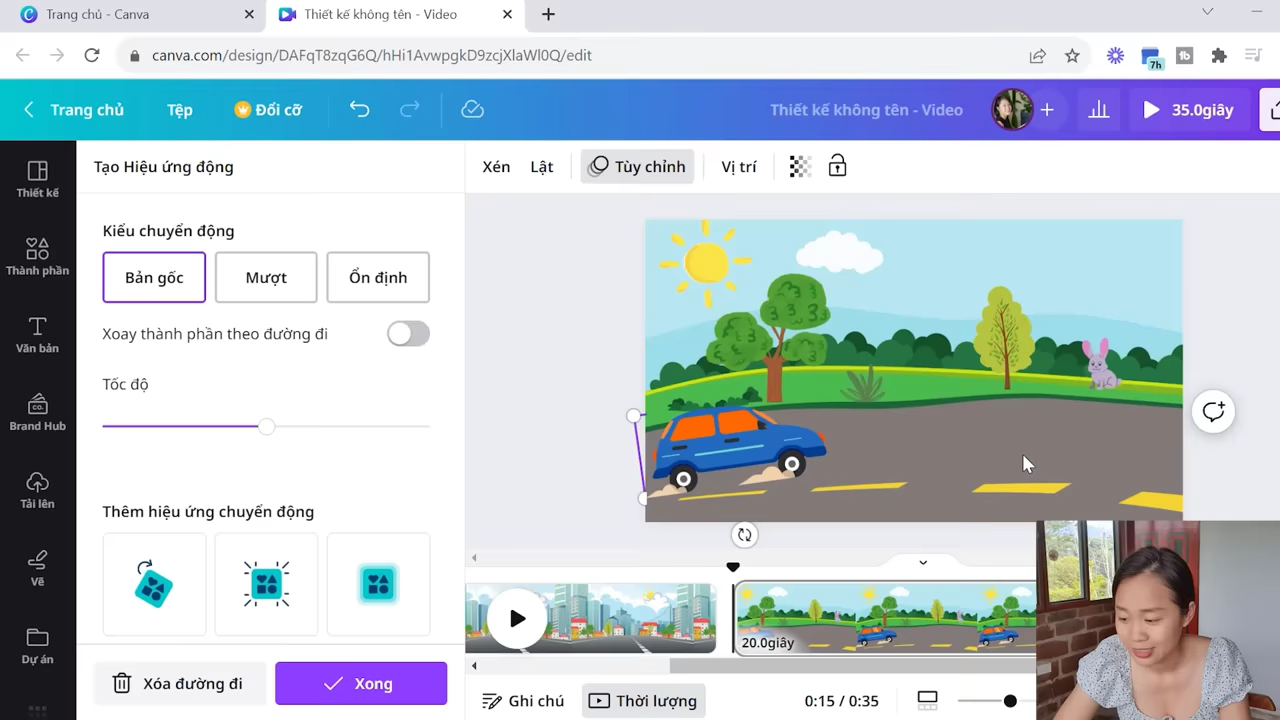 Trang chủ - Canva
Thiết kế không tên - Video
canva.com/design/DAFqT8zqG6Q/hHi1AvwpgkD9zcjXlaWl0Q/edit
7h
Trang chủ
Tệp
Đổi cỡ
Thiết kế không tên - Video
35.0giây
Thiết kế
Thành phần
Văn bản
CO.
Brand Hub
Tải lên
Vẽ
Dự án
Tạo Hiệu ứng động
Kiểu chuyển động
Bản gốc
Mượt
Ổn định
Xoay thành phần theo đường đi
Tốc độ
Thêm hiệu ứng chuyển động
Xóa đường đi
Xong
Xén
Lật
Tùy chỉnh
Vị trí
20.0giây
Ghi chú
Thời lượng
0:15 / 0:35